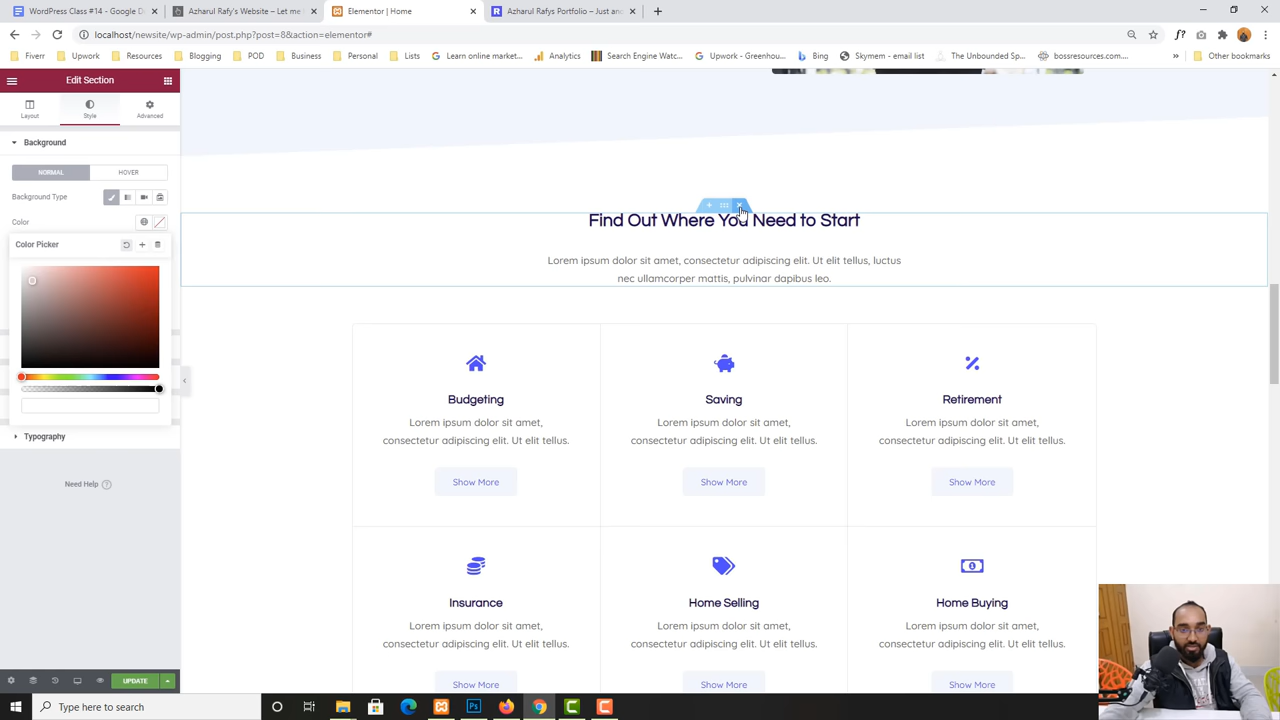 WordPress Class #14 - Google D
Azharul Rafy's Website – Let me
Elementor | Home
Azharul Rafys Portfolio – Just an
localhost/newsite/wp-admin/post.php?post=8&action=elementor#
Fiverr
Upwork
Resources
Blogging
POD
Business
Personal
Lists
Learn online market...
Analytics
Search Engine Watc...
Upwork - Greenhou...
Bing
Skymem - email list
The Unbounded Sp...
bossresources.com...
Other bookmarks
Edit Section
Layout
Style
Advanced
Background
NORMAL
HOVER
Background Type
Color
Color Picker
Typography
Need Help
UPDATE
Find Out Where You Need to Start
Lorem ipsum dolor sit amet, consectetur adipiscing elit. Ut elit tellus, luctus
nec ullamcorper mattis, pulvinar dapibus leo.
Budgeting
Lorem ipsum dolor sit amet,
consectetur adipiscing elit. Ut elit tellus.
Show More
Saving
Lorem ipsum dolor sit amet,
consectetur adipiscing elit. Ut elit tellus.
Show More
Retirement
Lorem ipsum dolor sit amet,
consectetur adipiscing elit. Ut elit tellus.
Show More
Insurance
Lorem ipsum dolor sit amet,
consectetur adipiscing elit. Ut elit tellus.
Show More
Home Selling
Lorem ipsum dolor sit amet,
consectetur adipiscing elit. Ut elit tellus.
Show More
Home Buying
Lorem ipsum dolor sit amet,
consectetur adipiscing elit. Ut elit tellus.
Show More
Type here to search